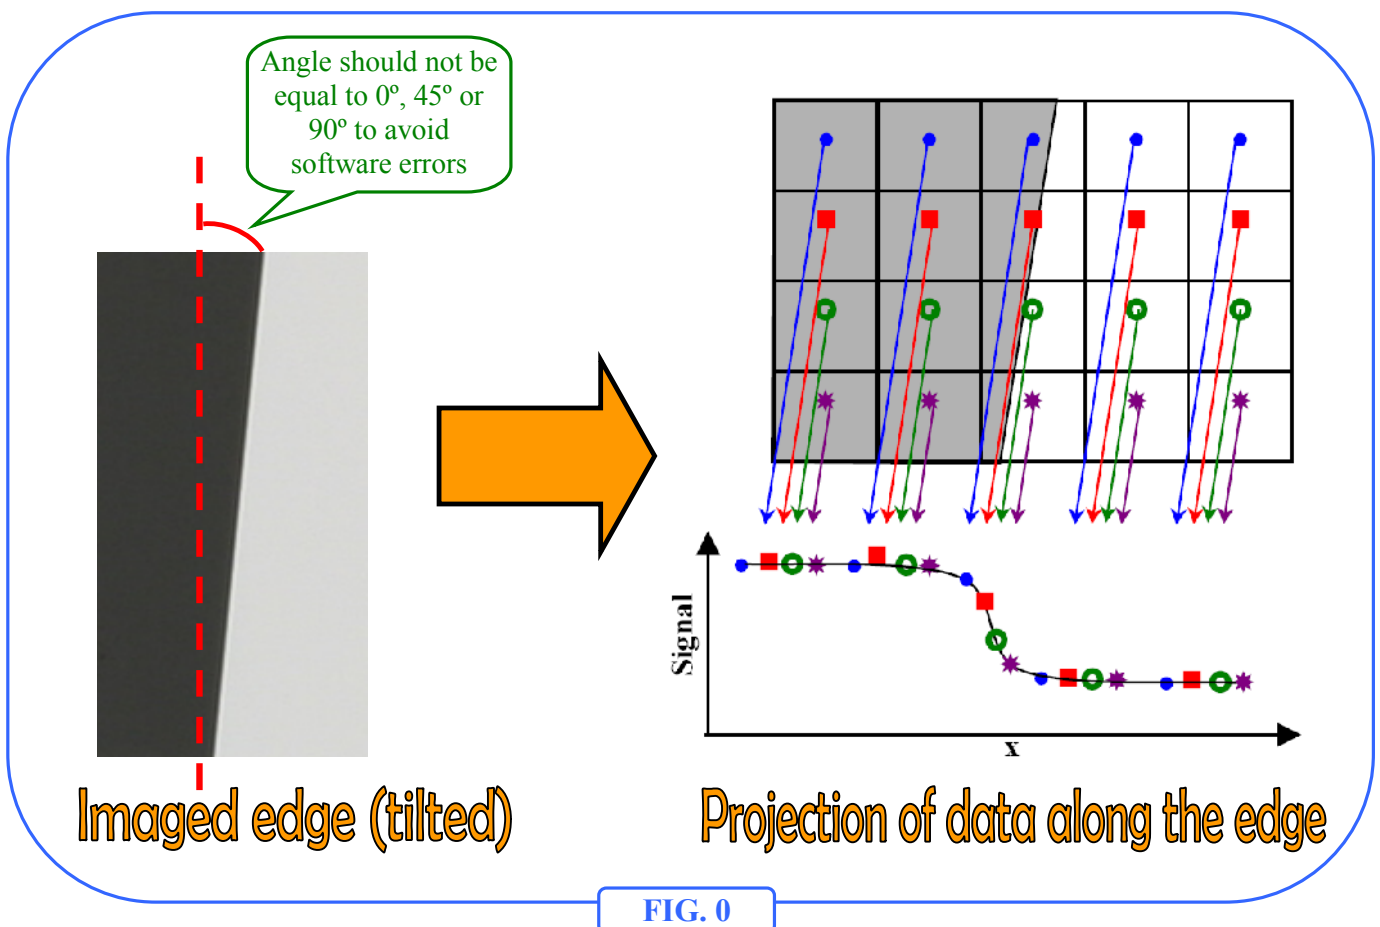 Angle should not be
equal to 0º, 45º or
90º to avoid
software errors
Signal
x
Imaged edge (tilted)
Projection of data along the edge
FIG. 0